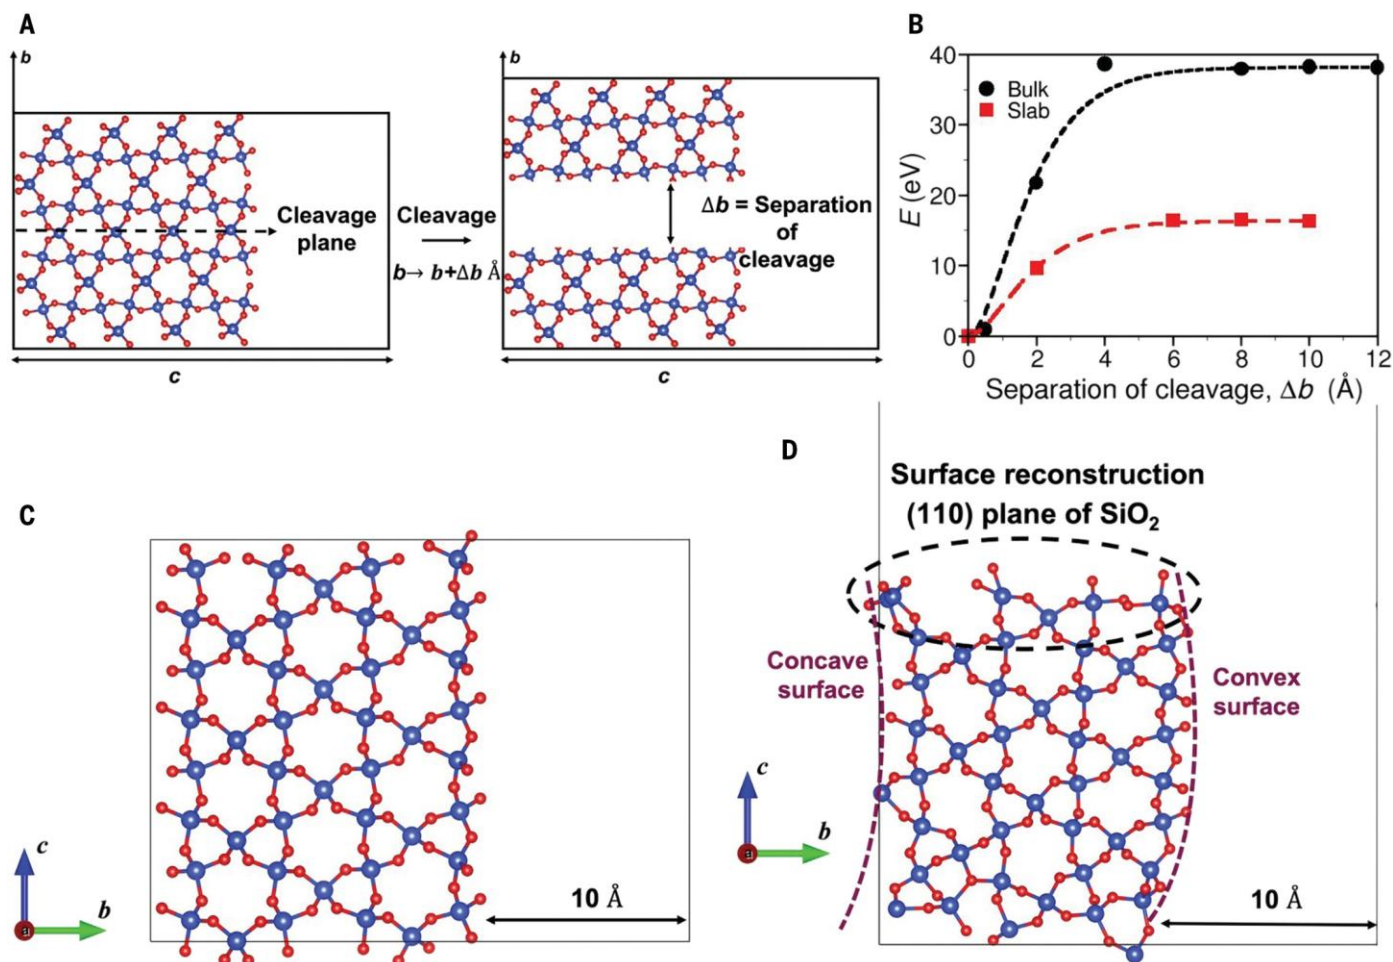 A
b
Cleavage
plane
c
Cleavage
b→ b+Δb Å
b
Δb = Separation
of
cleavage
c
B
40
30
20
10
0
E (eV)
Bulk
Slab
0 2 4 6 8 10 12
Separation of cleavage, Δb (Å)
C
10 Å
c
b
a
D
Surface reconstruction
(110) plane of SiO₂
Concave
surface
Convex
surface
10 Å
c
b
a